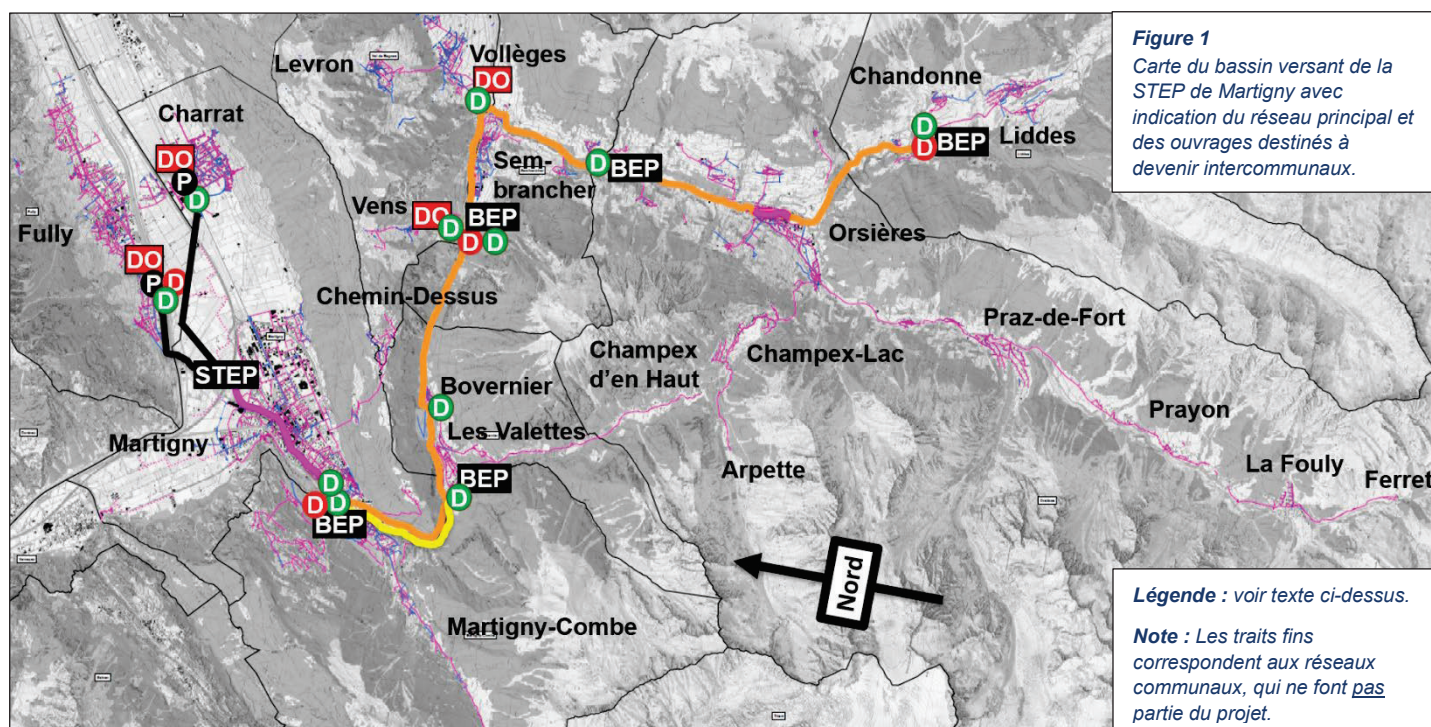 Figure 1
Carte du bassin versant de la
STEP de Martigny avec
indication du réseau principal et
des ouvrages destinés à
devenir intercommunaux.
Levron
Vollèges
DO
D
Chandonne
D
D
BEP
Liddes
Charrat
DO
P
D
Sem-
brancher
D
BEP
Vens
DO
D
BEP
D
D
Orsières
Fully
DO
P
D
D
Chemin-Dessus
Praz-de-Fort
Champex
d'en Haut
Champex-Lac
STEP
Bovernier
D
Prayon
Martigny
Les Valettes
Arpette
La Fouly
Ferret
BEP
D
D
D
D
BEP
Nord
Martigny-Combe
Légende : voir texte ci-dessus.
Note : Les traits fins
correspondent aux réseaux
communaux, qui ne font pas
partie du projet.